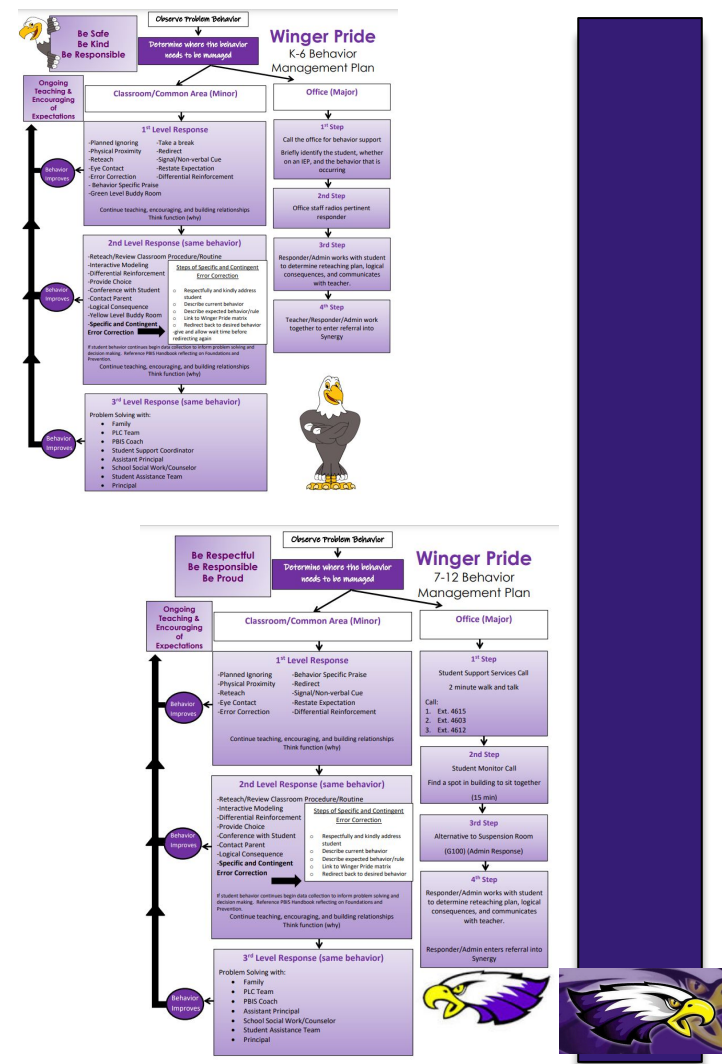 Observe Problem Behavior
Be Safe
Be Kind
Be Responsible
Determine where the behavior
needs to be managed
Winger Pride
K-6 Behavior
Management Plan
Ongoing
Teaching &
Encouraging
of
Expectations
Classroom/Common Area (Minor)
Office (Major)
1st Level Response
-Planned Ignoring
-Physical Proximity
-Reteach
-Eye Contact
-Error Correction
- Behavior Specific Praise
-Green Level Buddy Room
-Take a break
-Redirect
-Signal/Non-verbal Cue
-Restate Expectation
-Differential Reinforcement
Continue teaching, encouraging, and building relationships
Think function (why)
Behavior
Improves
1st Step
Call the office for behavior support
Briefly identify the student, whether
on an IEP, and the behavior that is
occurring
2nd Step
Office staff radios pertinent
responder
2nd Level Response (same behavior)
-Reteach/Review Classroom Procedure/Routine
-Interactive Modeling
-Differential Reinforcement
-Provide Choice
-Conference with Student
-Contact Parent
-Logical Consequence
-Yellow Level Buddy Room
-Specific and Contingent
Error Correction
Steps of Specific and Contingent
Error Correction
o Respectfully and kindly address
student
o Describe current behavior
o Describe expected behavior/rule
o Link to Winger Pride matrix
o Redirect back to desired behavior
-give and allow wait time before
redirecting again
If student behavior continues begin data collection to inform problem solving and
decision making. Reference PBIS Handbook reflecting on Foundations and
Prevention.
Continue teaching, encouraging, and building relationships
Think function (why)
Behavior
Improves
3rd Step
Responder/Admin works with student
to determine reteaching plan, logical
consequences, and communicates
with teacher.
4th Step
Teacher/Responder/Admin work
together to enter referral into
Synergy
3rd Level Response (same behavior)
Problem Solving with:
• Family
• PLC Team
• PBIS Coach
• Student Support Coordinator
• Assistant Principal
• School Social Work/Counselor
• Student Assistance Team
• Principal
Behavior
Improves
Observe Problem Behavior
Be Respectful
Be Responsible
Be Proud
Determine where the behavior
needs to be managed
Winger Pride
7-12 Behavior
Management Plan
Ongoing
Teaching &
Encouraging
of
Expectations
Classroom/Common Area (Minor)
Office (Major)
1st Level Response
-Planned Ignoring
-Physical Proximity
-Reteach
-Eye Contact
-Error Correction
-Behavior Specific Praise
-Redirect
-Signal/Non-verbal Cue
-Restate Expectation
-Differential Reinforcement
Continue teaching, encouraging, and building relationships
Think function (why)
Behavior
Improves
1st Step
Student Support Services Call
2 minute walk and talk
Call:
1. Ext. 4615
2. Ext. 4603
3. Ext. 4612
2nd Step
Student Monitor Call
Find a spot in building to sit together
(15 min)
2nd Level Response (same behavior)
-Reteach/Review Classroom Procedure/Routine
-Interactive Modeling
-Differential Reinforcement
-Provide Choice
-Conference with Student
-Contact Parent
-Logical Consequence
-Specific and Contingent
Error Correction
Steps of Specific and Contingent
Error Correction
o Respectfully and kindly address
student
o Describe current behavior
o Describe expected behavior/rule
o Link to Winger Pride matrix
o Redirect back to desired behavior
If student behavior continues begin data collection to inform problem solving and
decision making. Reference PBIS Handbook reflecting on Foundations and
Prevention.
Continue teaching, encouraging, and building relationships
Think function (why)
Behavior
Improves
3rd Step
Alternative to Suspension Room
(G100) (Admin Response)
4th Step
Responder/Admin works with student
to determine reteaching plan, logical
consequences, and communicates
with teacher.
Responder/Admin enters referral into
Synergy
3rd Level Response (same behavior)
Problem Solving with:
• Family
• PLC Team
• PBIS Coach
• Assistant Principal
• School Social Work/Counselor
• Student Assistance Team
• Principal
Behavior
Improves